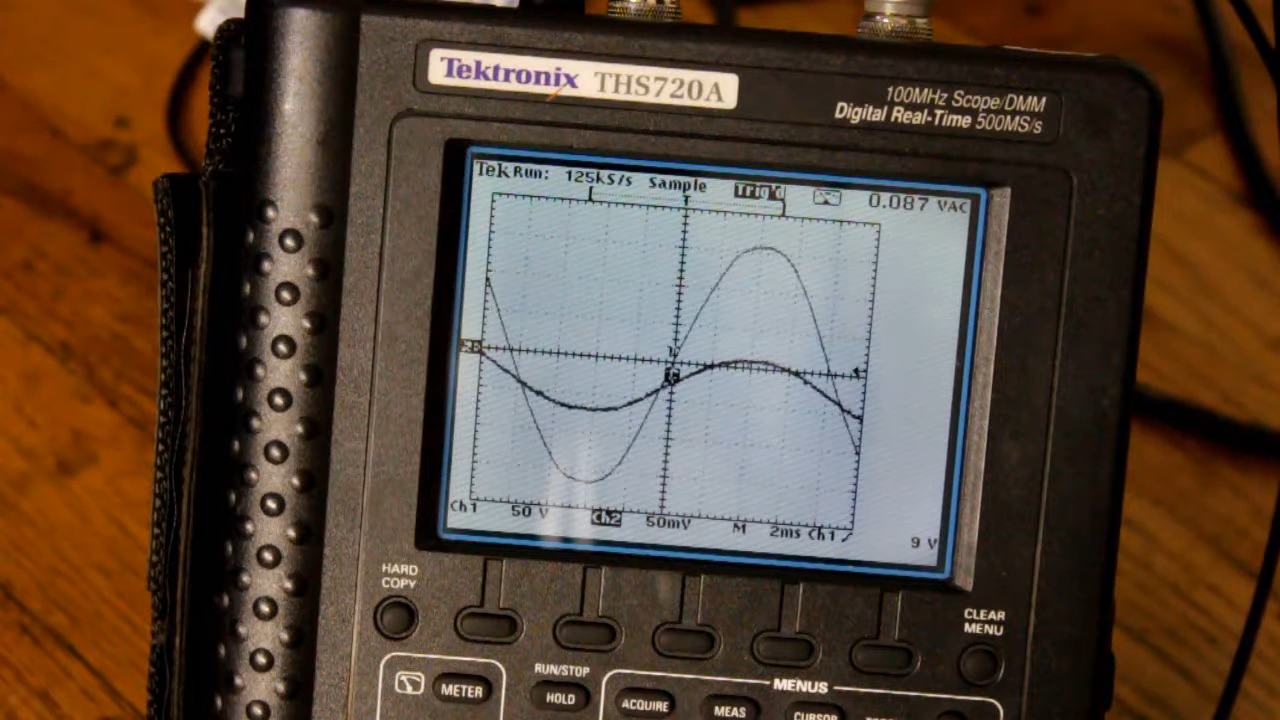 Tektronix THS720A
100MHz Scope/DMM
Digital Real-Time 500MS/s
Tek Run: 125kS/s Sample Trig'd 0.087 VAC
T
Ch1 50 V Ch2 50mV M 2ms Ch1 9 V
HARD
COPY
CLEAR
MENU
RUN/STOP
METER
HOLD
MENUS
ACQUIRE
MEAS
CURSOR